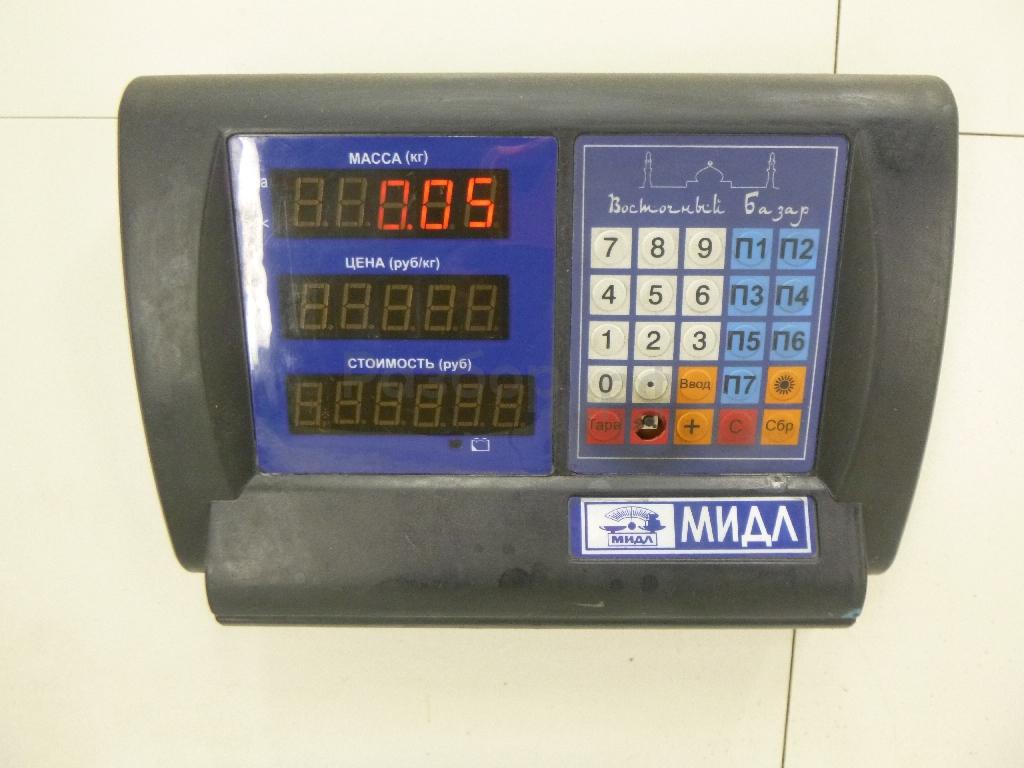 МАССА (кг)
0.05
<
ЦЕНА (руб/кг)
СТОИМОСТЬ (руб)
Восточный Базар
7 8 9 П1 П2
4 5 6 П3 П4
1 2 3 П5 П6
0 . Ввод П7
Тара + С Сбр
МИДЛ МИДЛ